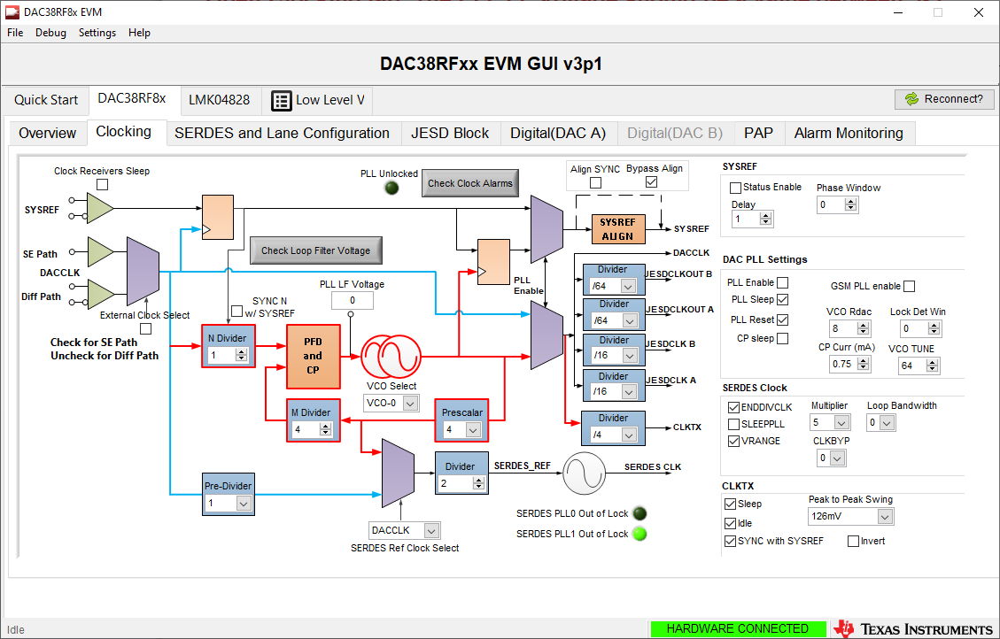 DAC38RF8x EVM
File Debug Settings Help
DAC38RFxx EVM GUI v3p1
Quick Start DAC38RF8x LMK04828 Low Level V Reconnect?
Overview Clocking SERDES and Lane Configuration JESD Block Digital(DAC A) Digital(DAC B) PAP Alarm Monitoring
Clock Receivers Sleep
SYSREF
SE Path
DACCLK
Diff Path
External Clock Select
Check for SE Path
Uncheck for Diff Path
PLL Unlocked
Check Clock Alarms
Check Loop Filter Voltage
PLL LF Voltage
0
SYNC N
w/ SYSREF
N Divider
1
PFD
and
CP
VCO Select
VCO-0
M Divider
4
Prescalar
4
Pre-Divider
1
DACCLK
SERDES Ref Clock Select
Divider
2
SERDES_REF
SERDES CLK
SERDES PLL0 Out of Lock
SERDES PLL1 Out of Lock
PLL
Enable
Align SYNC Bypass Align
SYSREF
ALIGN
SYSREF
DACCLK
Divider
/64
JESDCLKOUT B
Divider
/64
JESDCLKOUT A
Divider
/16
JESDCLK B
Divider
/16
JESDCLK A
Divider
/4
CLKTX
SYSREF
Status Enable Phase Window
0
Delay
1
DAC PLL Settings
PLL Enable GSM PLL enable
PLL Sleep
PLL Reset
CP sleep
VCO Rdac Lock Det Win
8 0
CP Curr (mA) VCO TUNE
0.75 64
SERDES Clock
ENDDIVCLK Multiplier Loop Bandwidth
SLEEPPLL 5 0
VRANGE CLKBYP
0
CLKTX
Sleep Peak to Peak Swing
Idle 126mV
SYNC with SYSREF Invert
Idle HARDWARE CONNECTED TEXAS INSTRUMENTS